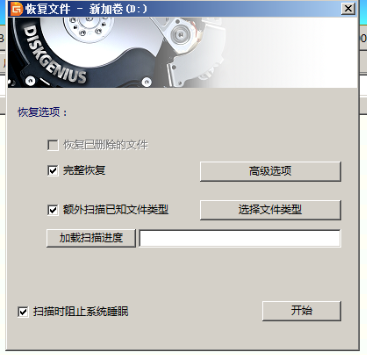 恢复文件 - 新加卷(D:)
DISKGENIUS
恢复选项：
恢复已删除的文件
完整恢复
高级选项
额外扫描已知文件类型
选择文件类型
加载扫描进度
扫描时阻止系统睡眠
开始